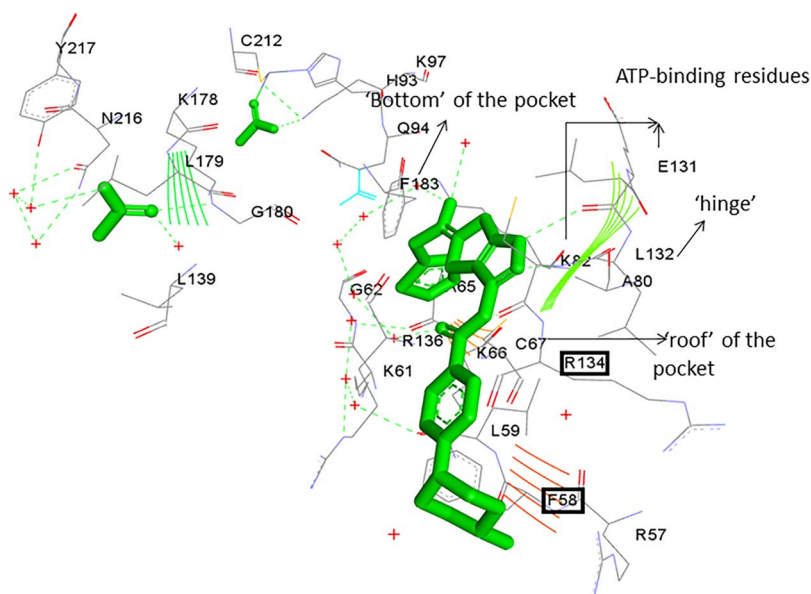 Y217
C212
K97
H93
ATP-binding residues
N216
K178
'Bottom' of the pocket
Q94
L179
F183
E131
G180
'hinge'
L139
K82
L132
G62
A65
A80
R136
K66
C67
'roof' of the
pocket
K61
R134
L59
F58
R57